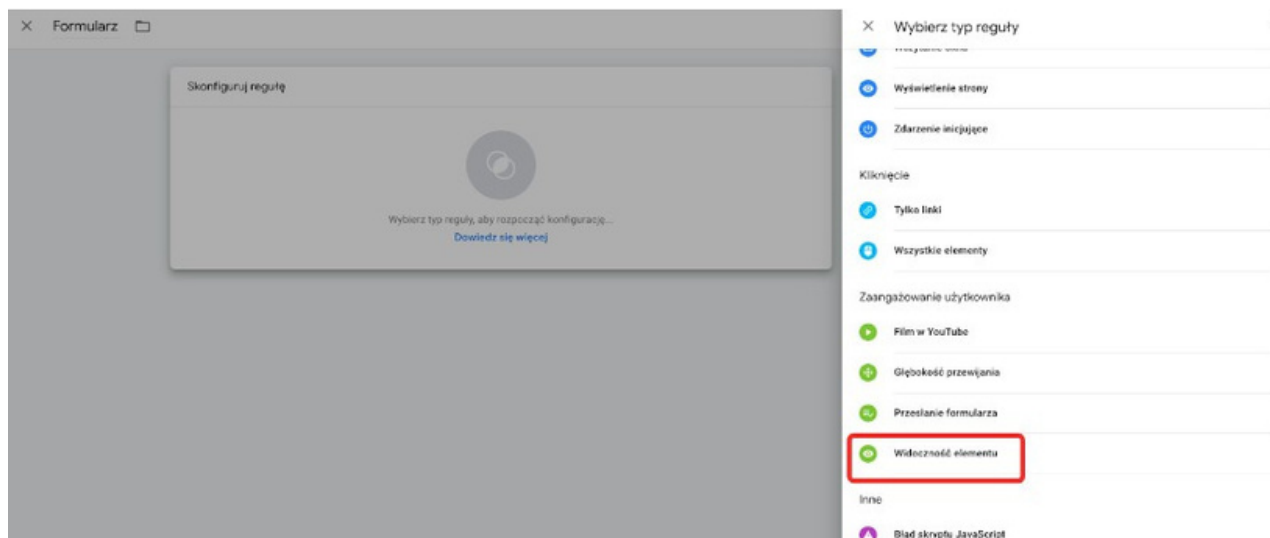 Formularz
Skonfiguruj regułę
Wybierz typ reguły, aby rozpocząć konfigurację...
Dowiedz się więcej
Wybierz typ reguły
Wyświetlenie strony
Zdarzenie inicjujące
Kliknięcie
Tylko linki
Wszystkie elementy
Zaangażowanie użytkownika
Film w YouTube
Głębokość przewijania
Przesłanie formularza
Widoczność elementu
Inne
Błąd skryptu JavaScript